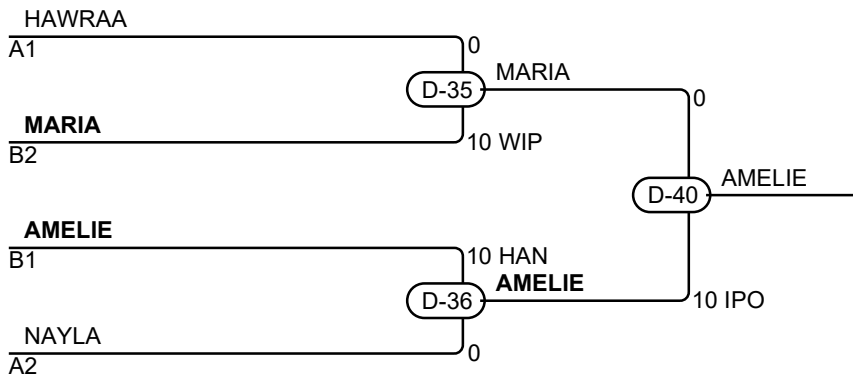 HAWRAA
A1
0
D-35
MARIA
0
MARIA
B2
10 WIP
D-40
AMELIE
AMELIE
B1
10 HAN
D-36
AMELIE
10 IPO
NAYLA
A2
0